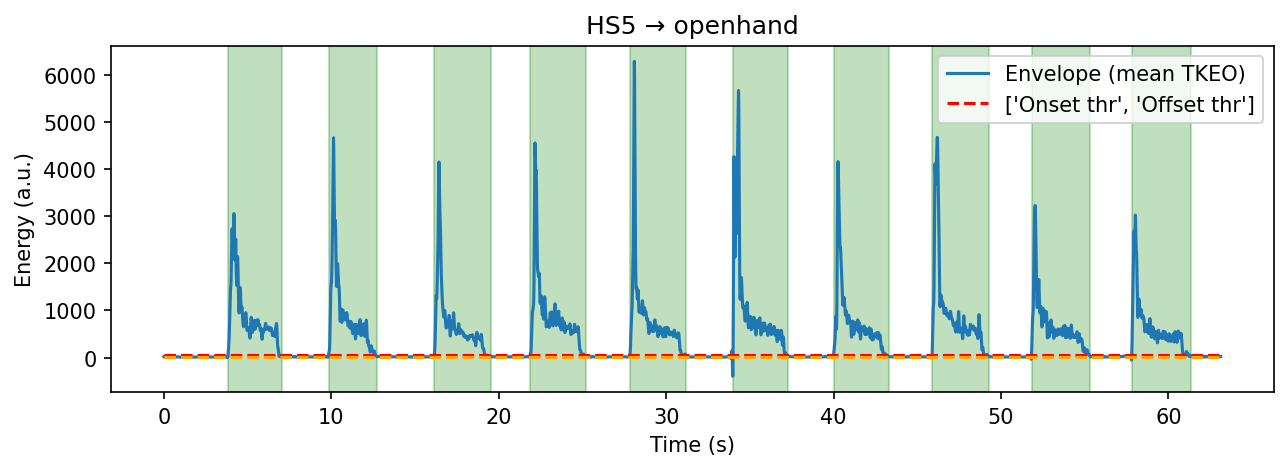 HS5 → openhand
Energy (a.u.)
6000
5000
4000
3000
2000
1000
0
Envelope (mean TKEO)
['Onset thr', 'Offset thr']
0
10
20
30
40
50
60
Time (s)